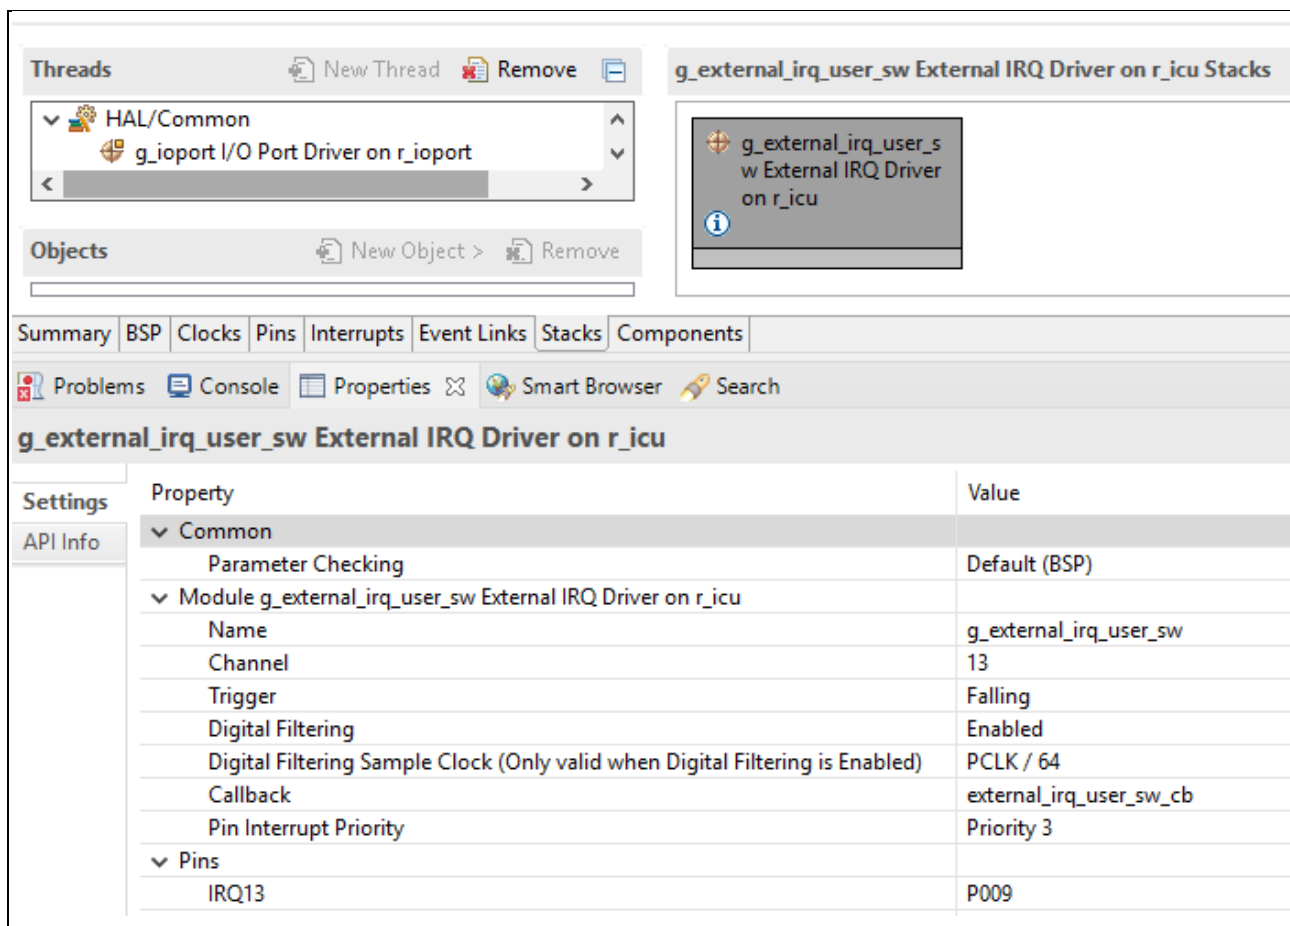 Threads New Thread Remove
HAL/Common
g_ioport I/O Port Driver on r_ioport
Objects New Object > Remove
g_external_irq_user_sw External IRQ Driver on r_icu Stacks
g_external_irq_user_s
w External IRQ Driver
on r_icu
Summary BSP Clocks Pins Interrupts Event Links Stacks Components
Problems Console Properties Smart Browser Search
g_external_irq_user_sw External IRQ Driver on r_icu
Settings
API Info
Property Value
Common
Parameter Checking Default (BSP)
Module g_external_irq_user_sw External IRQ Driver on r_icu
Name g_external_irq_user_sw
Channel 13
Trigger Falling
Digital Filtering Enabled
Digital Filtering Sample Clock (Only valid when Digital Filtering is Enabled) PCLK / 64
Callback external_irq_user_sw_cb
Pin Interrupt Priority Priority 3
Pins
IRQ13 P009